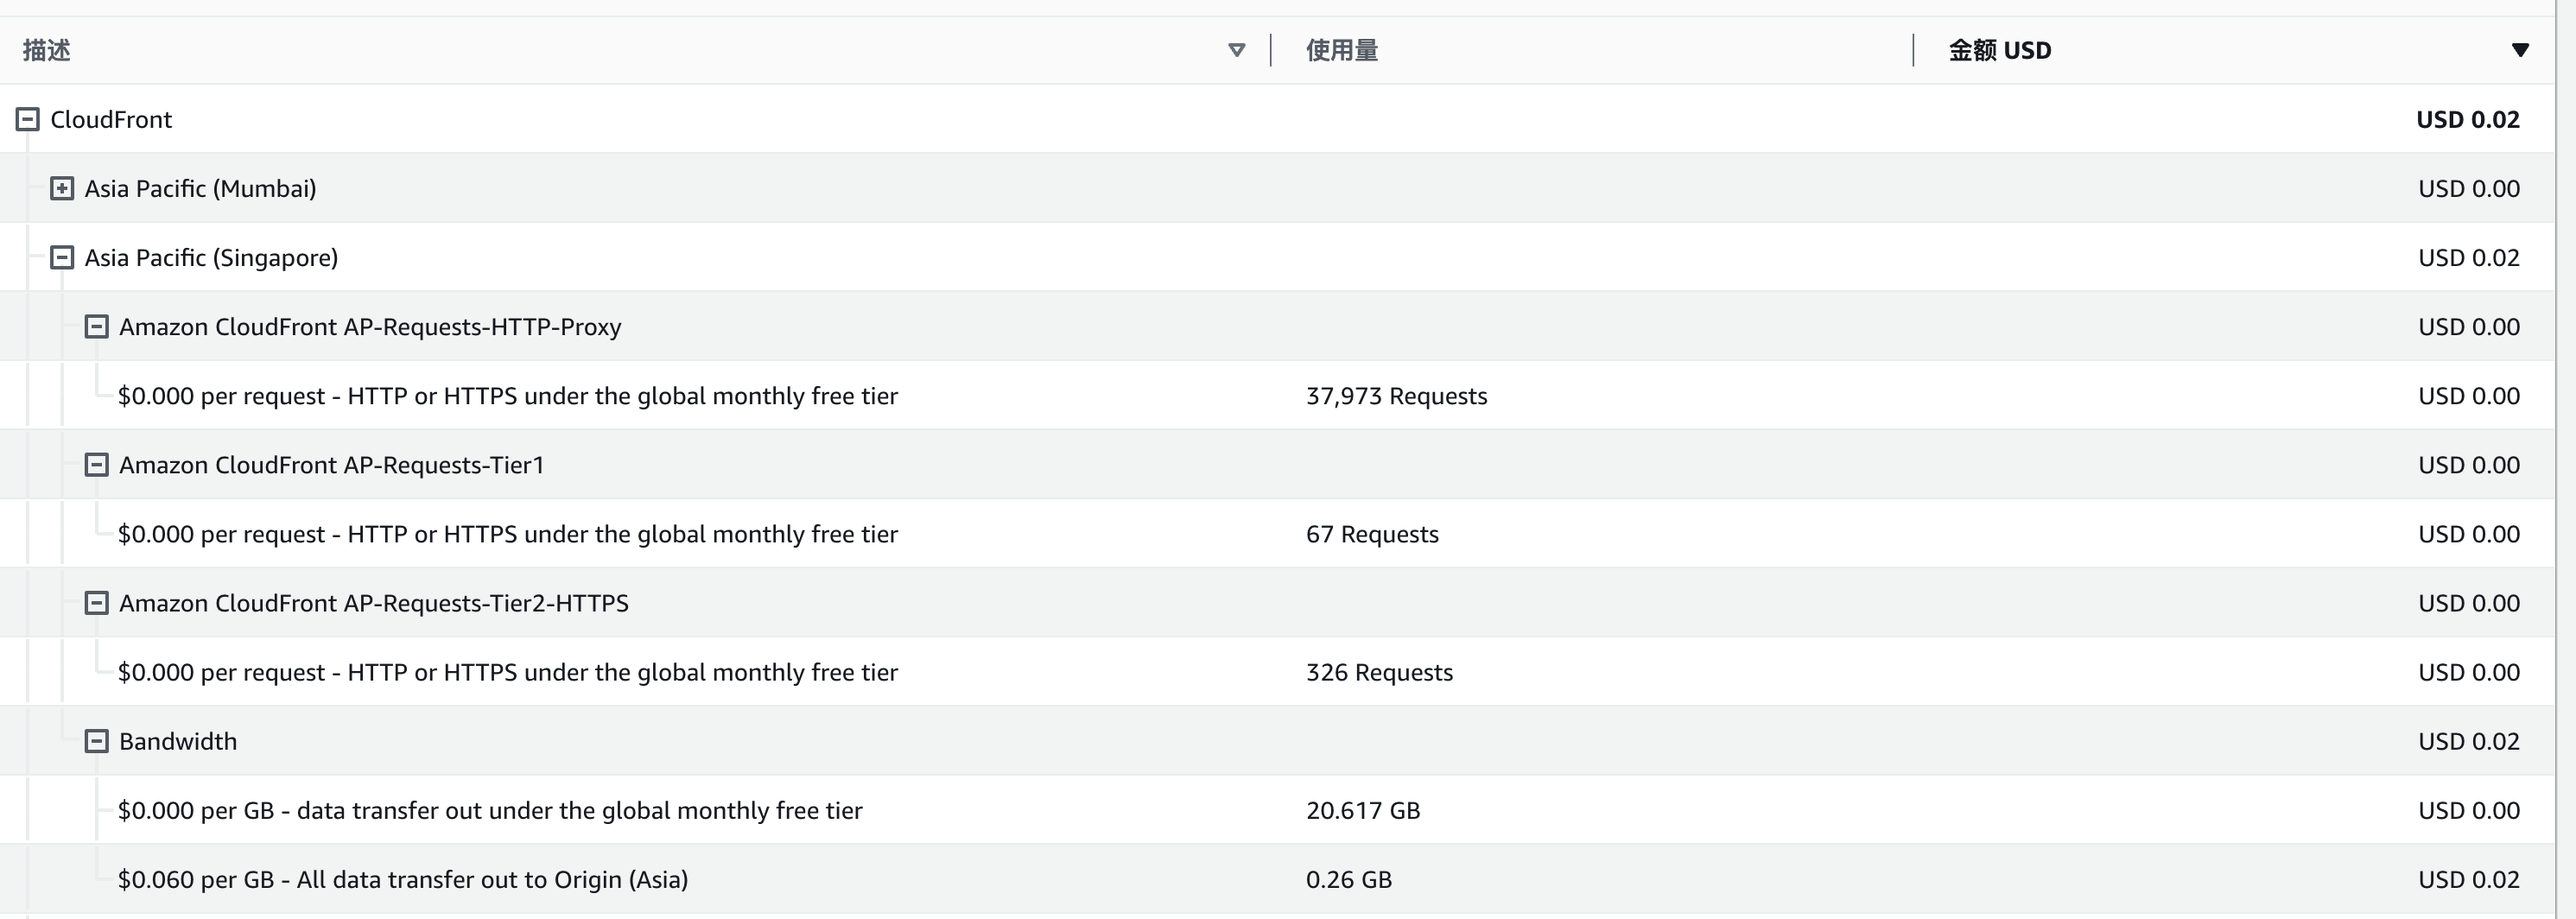 描述 使用量 金额 USD
CloudFront USD 0.02
Asia Pacific (Mumbai) USD 0.00
Asia Pacific (Singapore) USD 0.02
Amazon CloudFront AP-Requests-HTTP-Proxy USD 0.00
$0.000 per request - HTTP or HTTPS under the global monthly free tier 37,973 Requests USD 0.00
Amazon CloudFront AP-Requests-Tier1 USD 0.00
$0.000 per request - HTTP or HTTPS under the global monthly free tier 67 Requests USD 0.00
Amazon CloudFront AP-Requests-Tier2-HTTPS USD 0.00
$0.000 per request - HTTP or HTTPS under the global monthly free tier 326 Requests USD 0.00
Bandwidth USD 0.02
$0.000 per GB - data transfer out under the global monthly free tier 20.617 GB USD 0.00
$0.060 per GB - All data transfer out to Origin (Asia) 0.26 GB USD 0.02